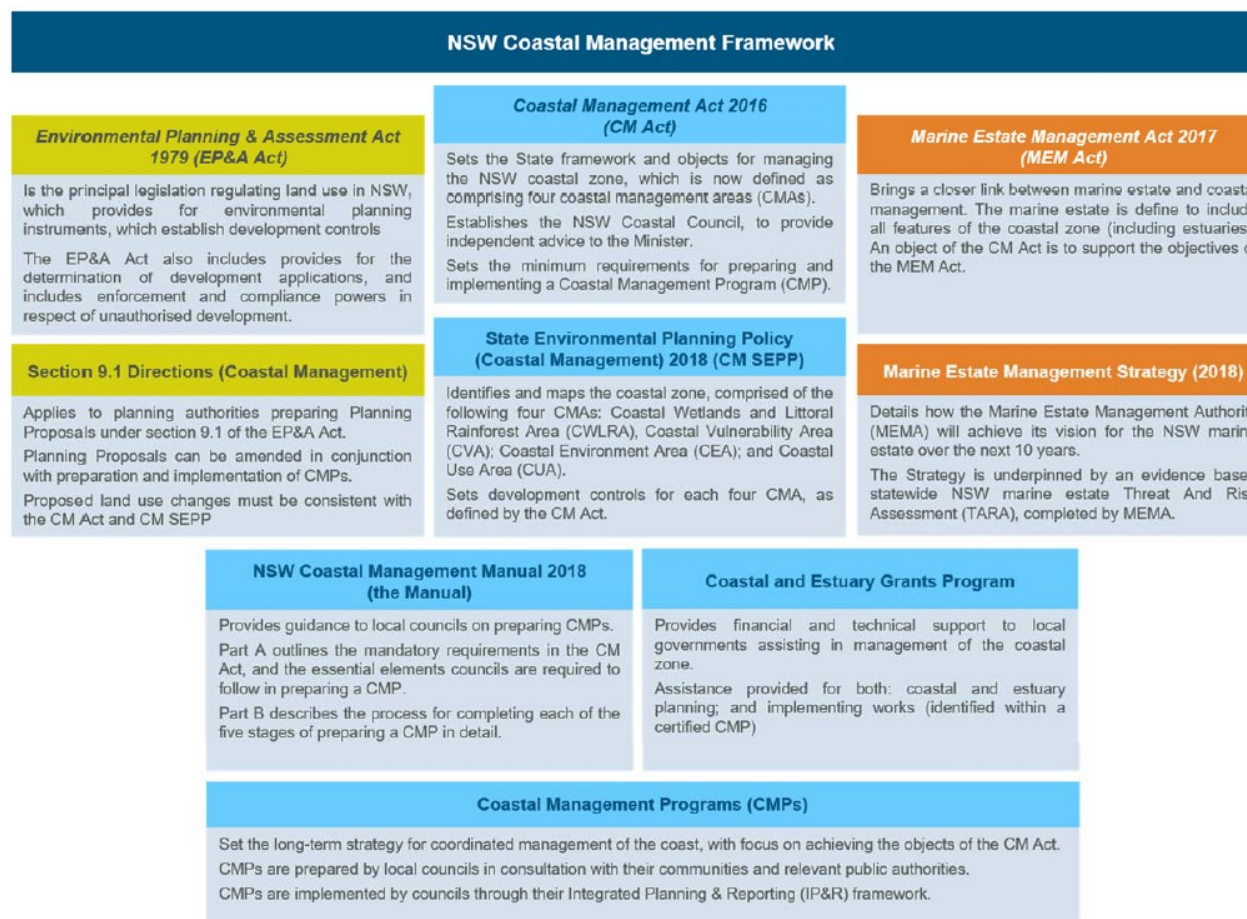 NSW Coastal Management Framework
Environmental Planning & Assessment Act
1979 (EP&A Act)
Is the principal legislation regulating land use in NSW,
which provides for environmental planning
instruments, which establish development controls
The EP&A Act also includes provides for the
determination of development applications, and
includes enforcement and compliance powers in
respect of unauthorised development.
Coastal Management Act 2016
(CM Act)
Sets the State framework and objects for managing
the NSW coastal zone, which is now defined as
comprising four coastal management areas (CMAs).
Establishes the NSW Coastal Council, to provide
independent advice to the Minister.
Sets the minimum requirements for preparing and
implementing a Coastal Management Program (CMP).
Marine Estate Management Act 2017
(MEM Act)
Brings a closer link between marine estate and
management. The marine estate is define to
all features of the coastal zone (including estuaries
An object of the CM Act is to support the objectives
the MEM Act.
Section 9.1 Directions (Coastal Management)
Applies to planning authorities preparing Planning
Proposals under section 9.1 of the EP&A Act.
Planning Proposals can be amended in conjunction
with preparation and implementation of CMPs.
Proposed land use changes must be consistent with
the CM Act and CM SEPP
State Environmental Planning Policy
(Coastal Management) 2018 (CM SEPP)
Identifies and maps the coastal zone, comprised of the
following four CMAs: Coastal Wetlands and Littoral
Rainforest Area (CWLRA), Coastal Vulnerability Area
(CVA); Coastal Environment Area (CEA); and Coastal
Use Area (CUA).
Sets development controls for each four CMA, as
defined by the CM Act.
Marine Estate Management Strategy (2018)
Details how the Marine Estate Management
(MEMA) will achieve its vision for the NSW
estate over the next 10 years.
The Strategy is underpinned by an evidence
statewide NSW marine estate Threat And
Assessment (TARA), completed by MEMA.
NSW Coastal Management Manual 2018
(the Manual)
Provides guidance to local councils on preparing CMPs.
Part A outlines the mandatory requirements in the CM
Act, and the essential elements councils are required to
follow in preparing a CMP.
Part B describes the process for completing each of the
five stages of preparing a CMP in detail.
Coastal and Estuary Grants Program
Provides financial and technical support to local
governments assisting in management of the coastal
zone.
Assistance provided for both: coastal and estuary
planning; and implementing works (identified within a
certified CMP)
Coastal Management Programs (CMPs)
Set the long-term strategy for coordinated management of the coast, with focus on achieving the objects of the CM Act.
CMPs are prepared by local councils in consultation with their communities and relevant public authorities.
CMPs are implemented by councils through their Integrated Planning & Reporting (IP&R) framework.